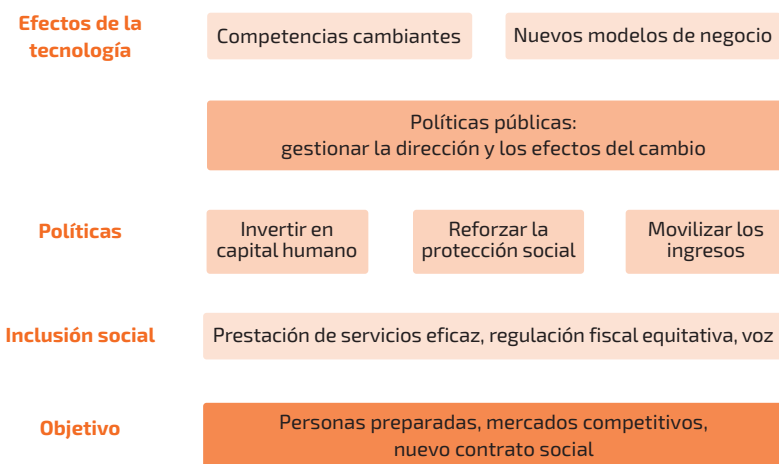 Efectos de la
tecnología
Competencias cambiantes
Nuevos modelos de negocio
Políticas públicas:
gestionar la dirección y los efectos del cambio
Políticas
Invertir en
capital humano
Reforzar la
protección social
Movilizar los
ingresos
Inclusión social
Prestación de servicios eficaz, regulación fiscal equitativa, voz
Objetivo
Personas preparadas, mercados competitivos,
nuevo contrato social